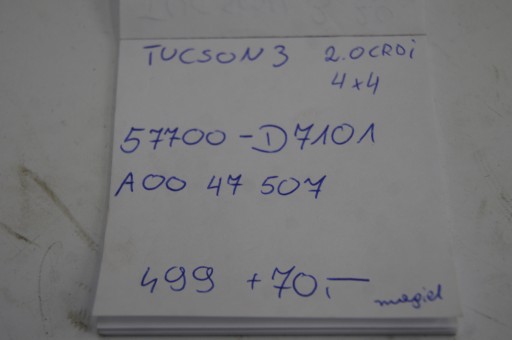 TUCSON 3 2.0CRDi
4x4
57700-D7101
A00 47 507
499 +70,—
magiel